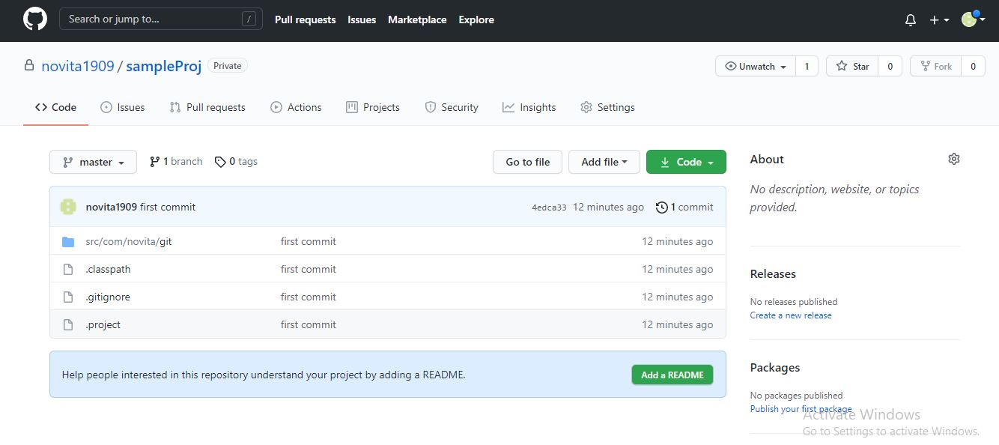 Search or jump to... / Pull requests Issues Marketplace Explore
novita1909 / sampleProj Private Unwatch 1 Star 0 Fork 0
Code Issues Pull requests Actions Projects Security Insights Settings
master 1 branch 0 tags Go to file Add file Code
novita1909 first commit 4edca33 12 minutes ago 1 commit
src/com/novita/git first commit 12 minutes ago
.classpath first commit 12 minutes ago
.gitignore first commit 12 minutes ago
.project first commit 12 minutes ago
Help people interested in this repository understand your project by adding a README. Add a README
About
No description, website, or topics
provided.
Releases
No releases published
Create a new release
Packages
No packages published
Publish your first package
Activate Windows
Go to Settings to activate Windows.